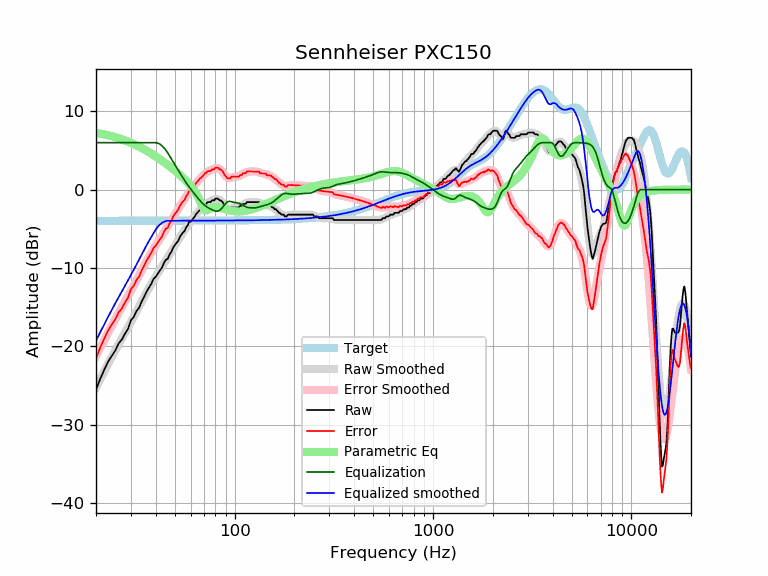 Sennheiser PXC150
Amplitude (dBr)
10
0
−10
−20
−30
−40
Target
Raw Smoothed
Error Smoothed
Raw
Error
Parametric Eq
Equalization
Equalized smoothed
100
1000
10000
Frequency (Hz)